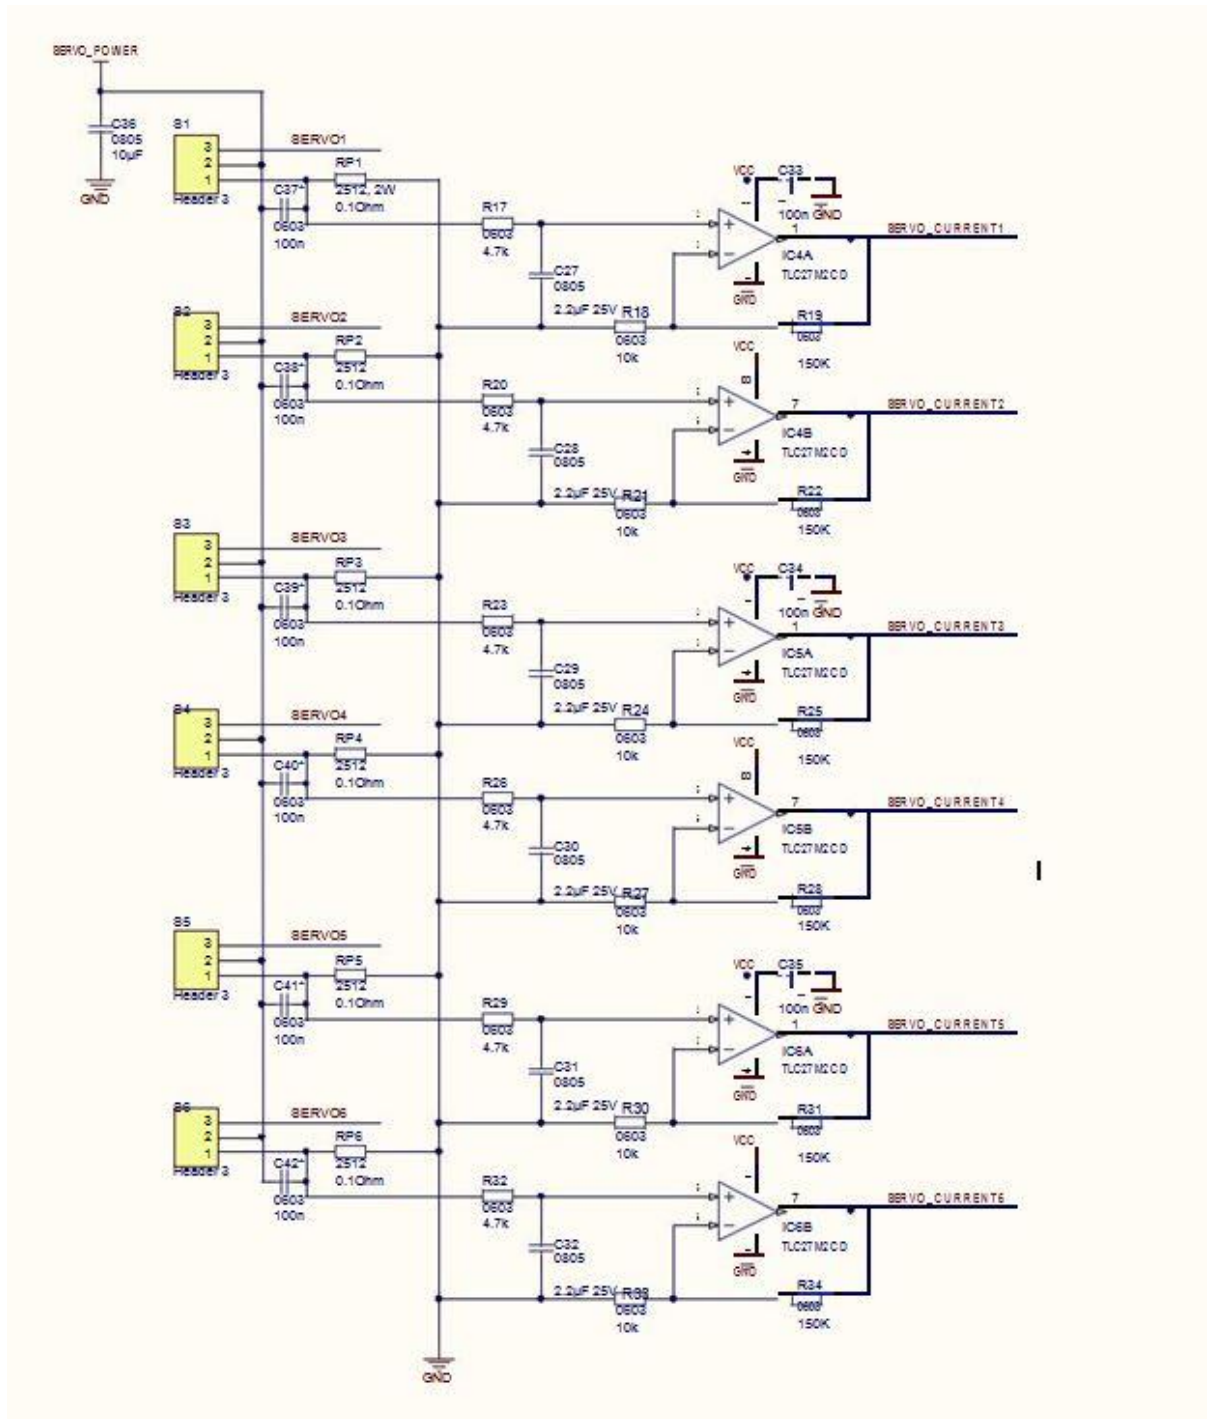 SERVO_POWER
C36
0805
10µF
GND
S1
3
2
1
Header 3
SERVO1
RP1
2512, 2W
0.1Ohm
C37
0603
100n
R17
0603
4.7k
C27
0805
2.2µF 25V
R18
0603
10k
VCC
C33
100n GND
1
IC4A
TLC27M2CD
GND
SERVO_CURRENT1
R19
0603
150K
S2
3
2
1
Header 3
SERVO2
RP2
2512
0.1Ohm
C38
0603
100n
R20
0603
4.7k
C28
0805
2.2µF 25V
R21
0603
10k
VCC
8
7
IC4B
TLC27M2CD
GND
SERVO_CURRENT2
R22
0603
150K
S3
3
2
1
Header 3
SERVO3
RP3
2512
0.1Ohm
C39
0603
100n
R23
0603
4.7k
C29
0805
2.2µF 25V
R24
0603
10k
VCC
C34
100n GND
1
IC5A
TLC27M2CD
GND
SERVO_CURRENT3
R25
0603
150K
S4
3
2
1
Header 3
SERVO4
RP4
2512
0.1Ohm
C40
0603
100n
R26
0603
4.7k
C30
0805
2.2µF 25V
R27
0603
10k
VCC
8
7
IC5B
TLC27M2CD
GND
SERVO_CURRENT4
R28
0603
150K
S5
3
2
1
Header 3
SERVO5
RP5
2512
0.1Ohm
C41
0603
100n
R29
0603
4.7k
C31
0805
2.2µF 25V
R30
0603
10k
VCC
C35
100n GND
1
IC6A
TLC27M2CD
GND
SERVO_CURRENT5
R31
0603
150K
S6
3
2
1
Header 3
SERVO6
RP6
2512
0.1Ohm
C42
0603
100n
R32
0603
4.7k
C32
0805
2.2µF 25V
R33
0603
10k
VCC
7
IC6B
TLC27M2CD
GND
SERVO_CURRENT6
R34
0603
150K
GND